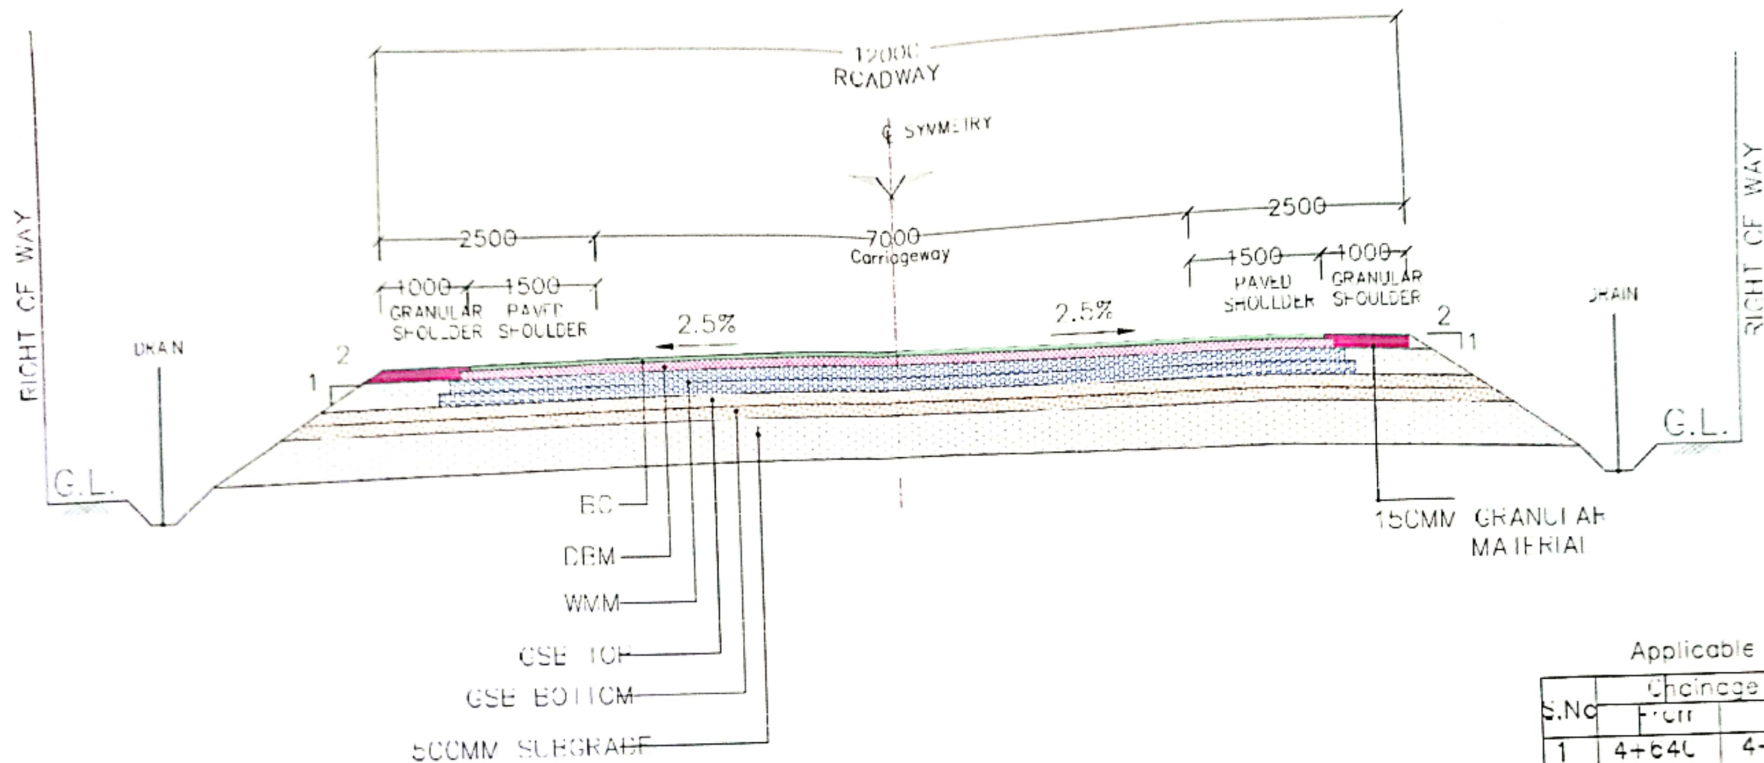 12000
ROADWAY
℄ SYMMETRY
RIGHT OF WAY
RIGHT OF WAY
2500
7000
Carriageway
2500
1000
GRANULAR
SHOULDER
1500
PAVED
SHOULDER
1500
PAVED
SHOULDER
1000
GRANULAR
SHOULDER
2.5%
2.5%
DRAIN
DRAIN
2
1
2
1
G.L.
G.L.
BC
DBM
WMM
GSB TOP
GSB BOTTOM
500MM SUBGRADE
150MM GRANULAR
MATERIAL
Applicable
S.No
Chainage
From
1 4+640